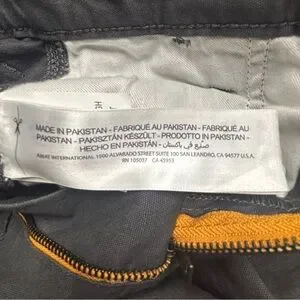 MADE IN PAKISTAN - FABRIQUÉ AU PAKISTAN - FABRIQUÉ AU
PAKISTAN - PAKISZTÁN KÉSZÜLT - PRODOTTO IN PAKISTAN -
HECHO EN PAKISTÁN - صنع في باكستان
INTERNATIONAL 1000 ALVARADO STREET SUITE 100 SAN LEANDRO, CA 94577 U.S.A.
RN 105037 CA 43953